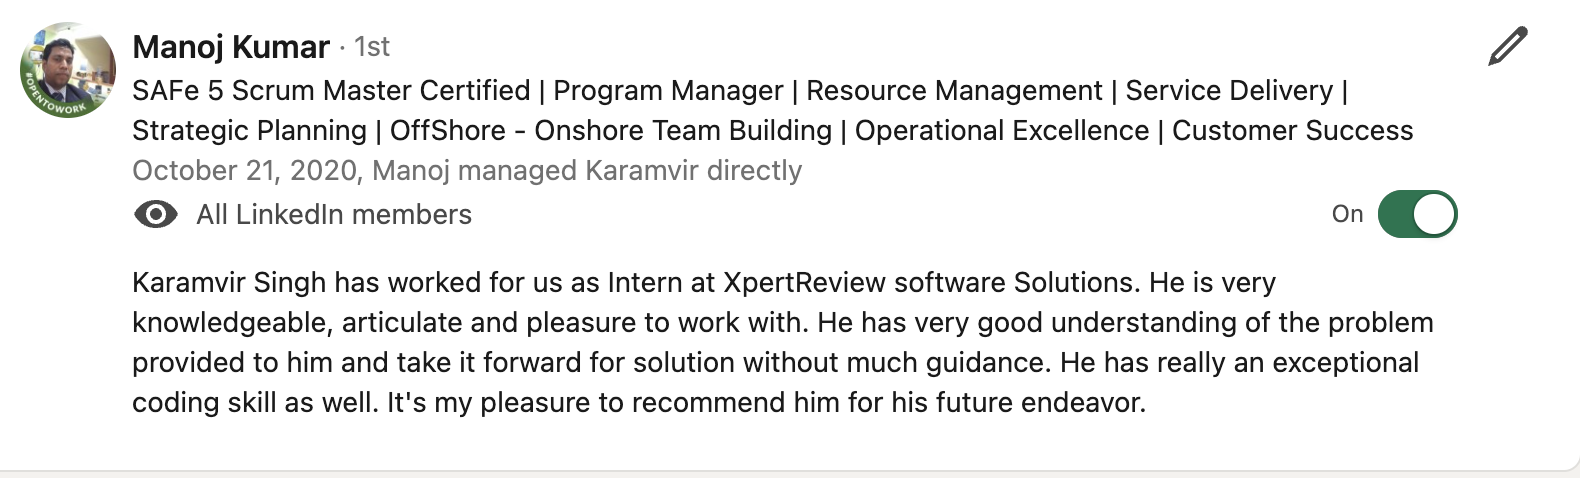 Manoj Kumar · 1st
SAFe 5 Scrum Master Certified | Program Manager | Resource Management | Service Delivery |
Strategic Planning | OffShore - Onshore Team Building | Operational Excellence | Customer Success
October 21, 2020, Manoj managed Karamvir directly
All LinkedIn members
On
Karamvir Singh has worked for us as Intern at XpertReview software Solutions. He is very
knowledgeable, articulate and pleasure to work with. He has very good understanding of the problem
provided to him and take it forward for solution without much guidance. He has really an exceptional
coding skill as well. It's my pleasure to recommend him for his future endeavor.
#OPENTOWORK